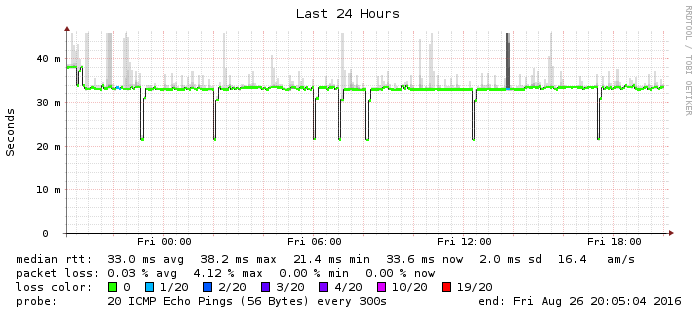 Last 24 Hours
RRDTOOL / TOBI OETIKER
Seconds
40 m
30 m
20 m
10 m
0
Fri 00:00 Fri 06:00 Fri 12:00 Fri 18:00
median rtt: 33.0 ms avg 38.2 ms max 21.4 ms min 33.6 ms now 2.0 ms sd 16.4 am/s
packet loss: 0.03 % avg 4.12 % max 0.00 % min 0.00 % now
loss color: 0 1/20 2/20 3/20 4/20 10/20 19/20
probe: 20 ICMP Echo Pings (56 Bytes) every 300s end: Fri Aug 26 20:05:04 2016